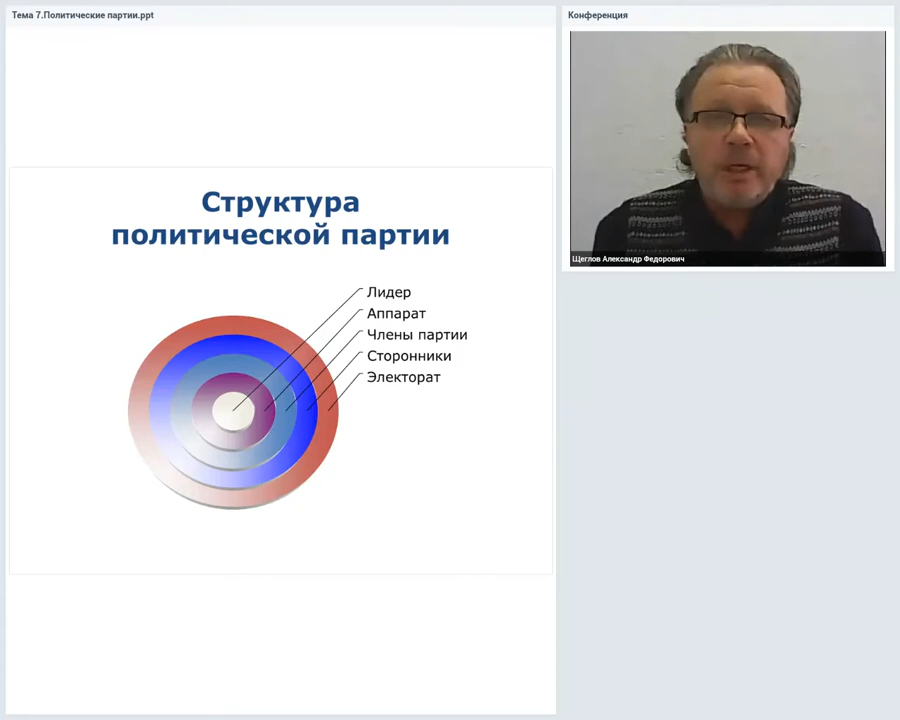 Тема 7.Политические партии.ppt
Конференция
Щеглов Александр Федорович
Структура
политической партии
Лидер
Аппарат
Члены партии
Сторонники
Электорат